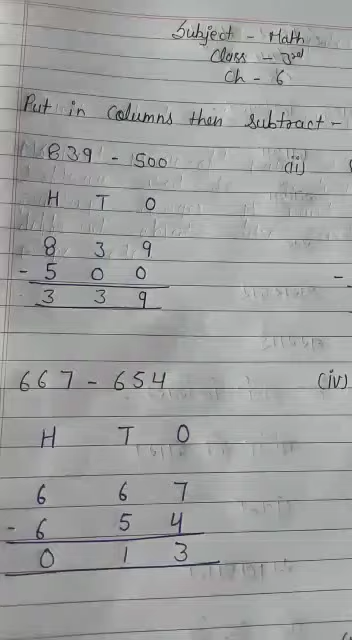 Subject - Math
Class - 3rd
Ch - 6
Put in columns then subtract -
839 - 500 (ii)
H T O
8 3 9
- 5 0 0
3 3 9
-
667 - 654 (iv)
H T O
6 6 7
- 6 5 4
0 1 3